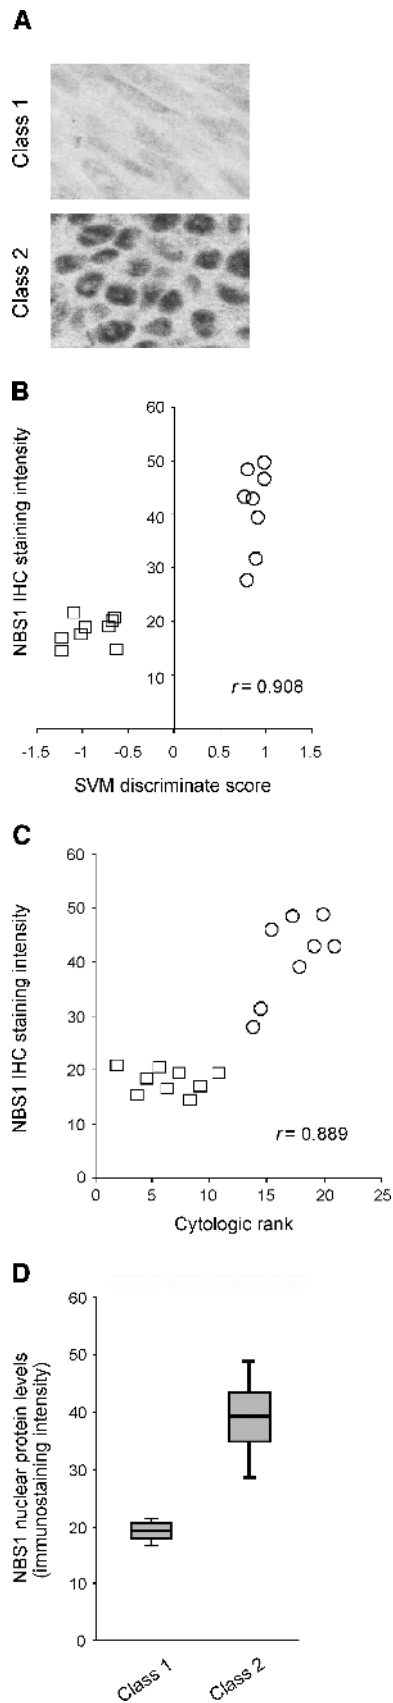 A
Class 1
Class 2
B
NBS1 IHC staining intensity
60
50
40
30
20
10
r = 0.908
-1.5 -1 -0.5 0 0.5 1 1.5
SVM discriminate score
C
NBS1 IHC staining intensity
60
50
40
30
20
10
0
r = 0.889
0 5 10 15 20 25
Cytologic rank
D
NBS1 nuclear protein levels
(immunostaining intensity)
60
50
40
30
20
10
0
Class 1 Class 2